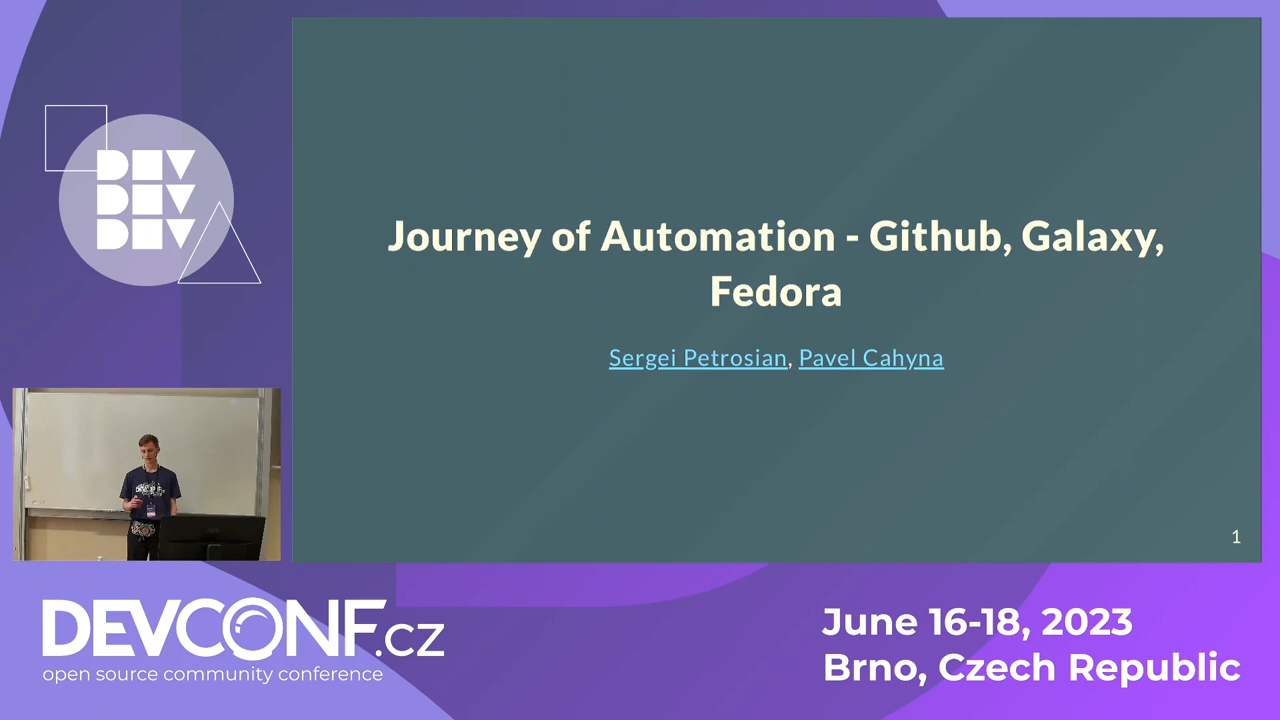 DEV
DEV
DEV
Journey of Automation - Github, Galaxy,
Fedora
Sergei Petrosian, Pavel Cahyna
1
DEVCONF.cz
open source community conference
June 16-18, 2023
Brno, Czech Republic